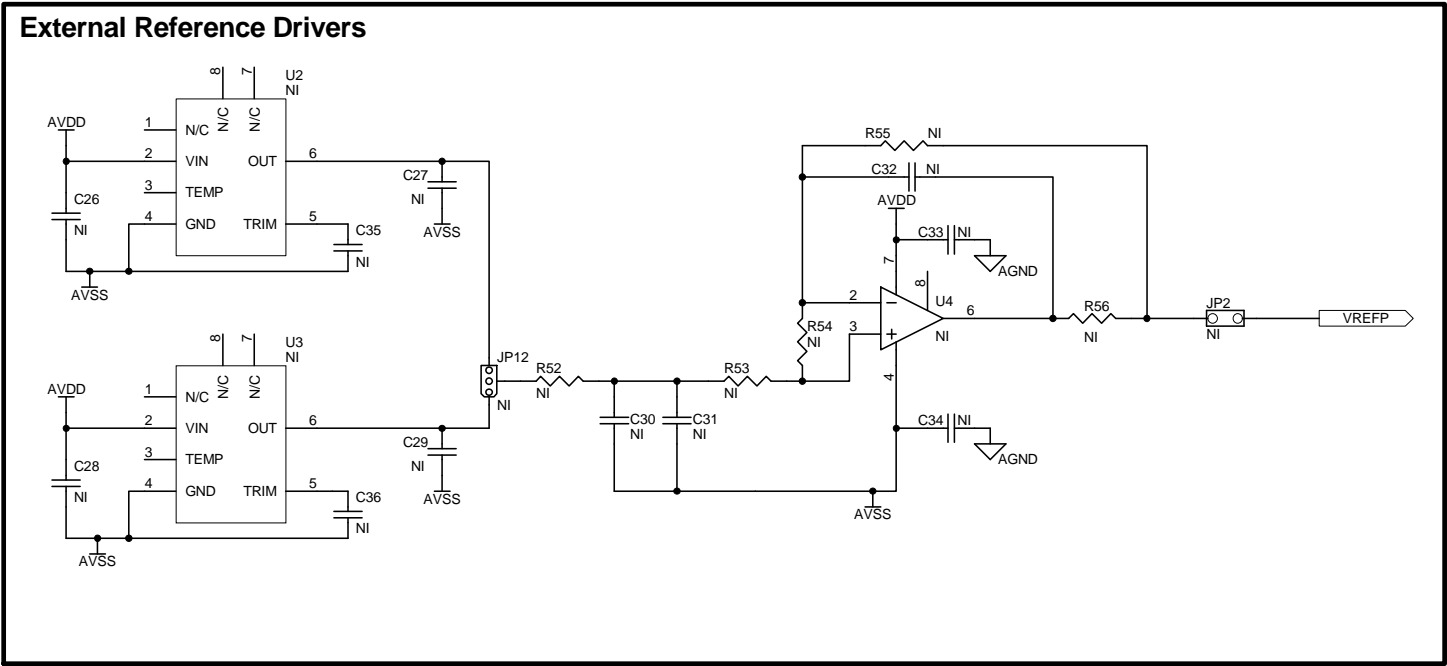 External Reference Drivers
8
7
U2
NI
N/C
N/C
AVDD
1
N/C
2
VIN
OUT
6
3
TEMP
4
GND
TRIM
5
C26
NI
C35
NI
AVSS
C27
NI
AVSS
8
7
U3
NI
N/C
N/C
AVDD
1
N/C
2
VIN
OUT
6
3
TEMP
4
GND
TRIM
5
C28
NI
C36
NI
AVSS
C29
NI
AVSS
JP12
NI
R52
NI
C30
NI
C31
NI
R53
NI
R54
NI
R55
NI
C32
NI
AVDD
C33
NI
AGND
7
8
2
3
U4
NI
6
4
C34
NI
AGND
AVSS
R56
NI
JP2
NI
VREFP